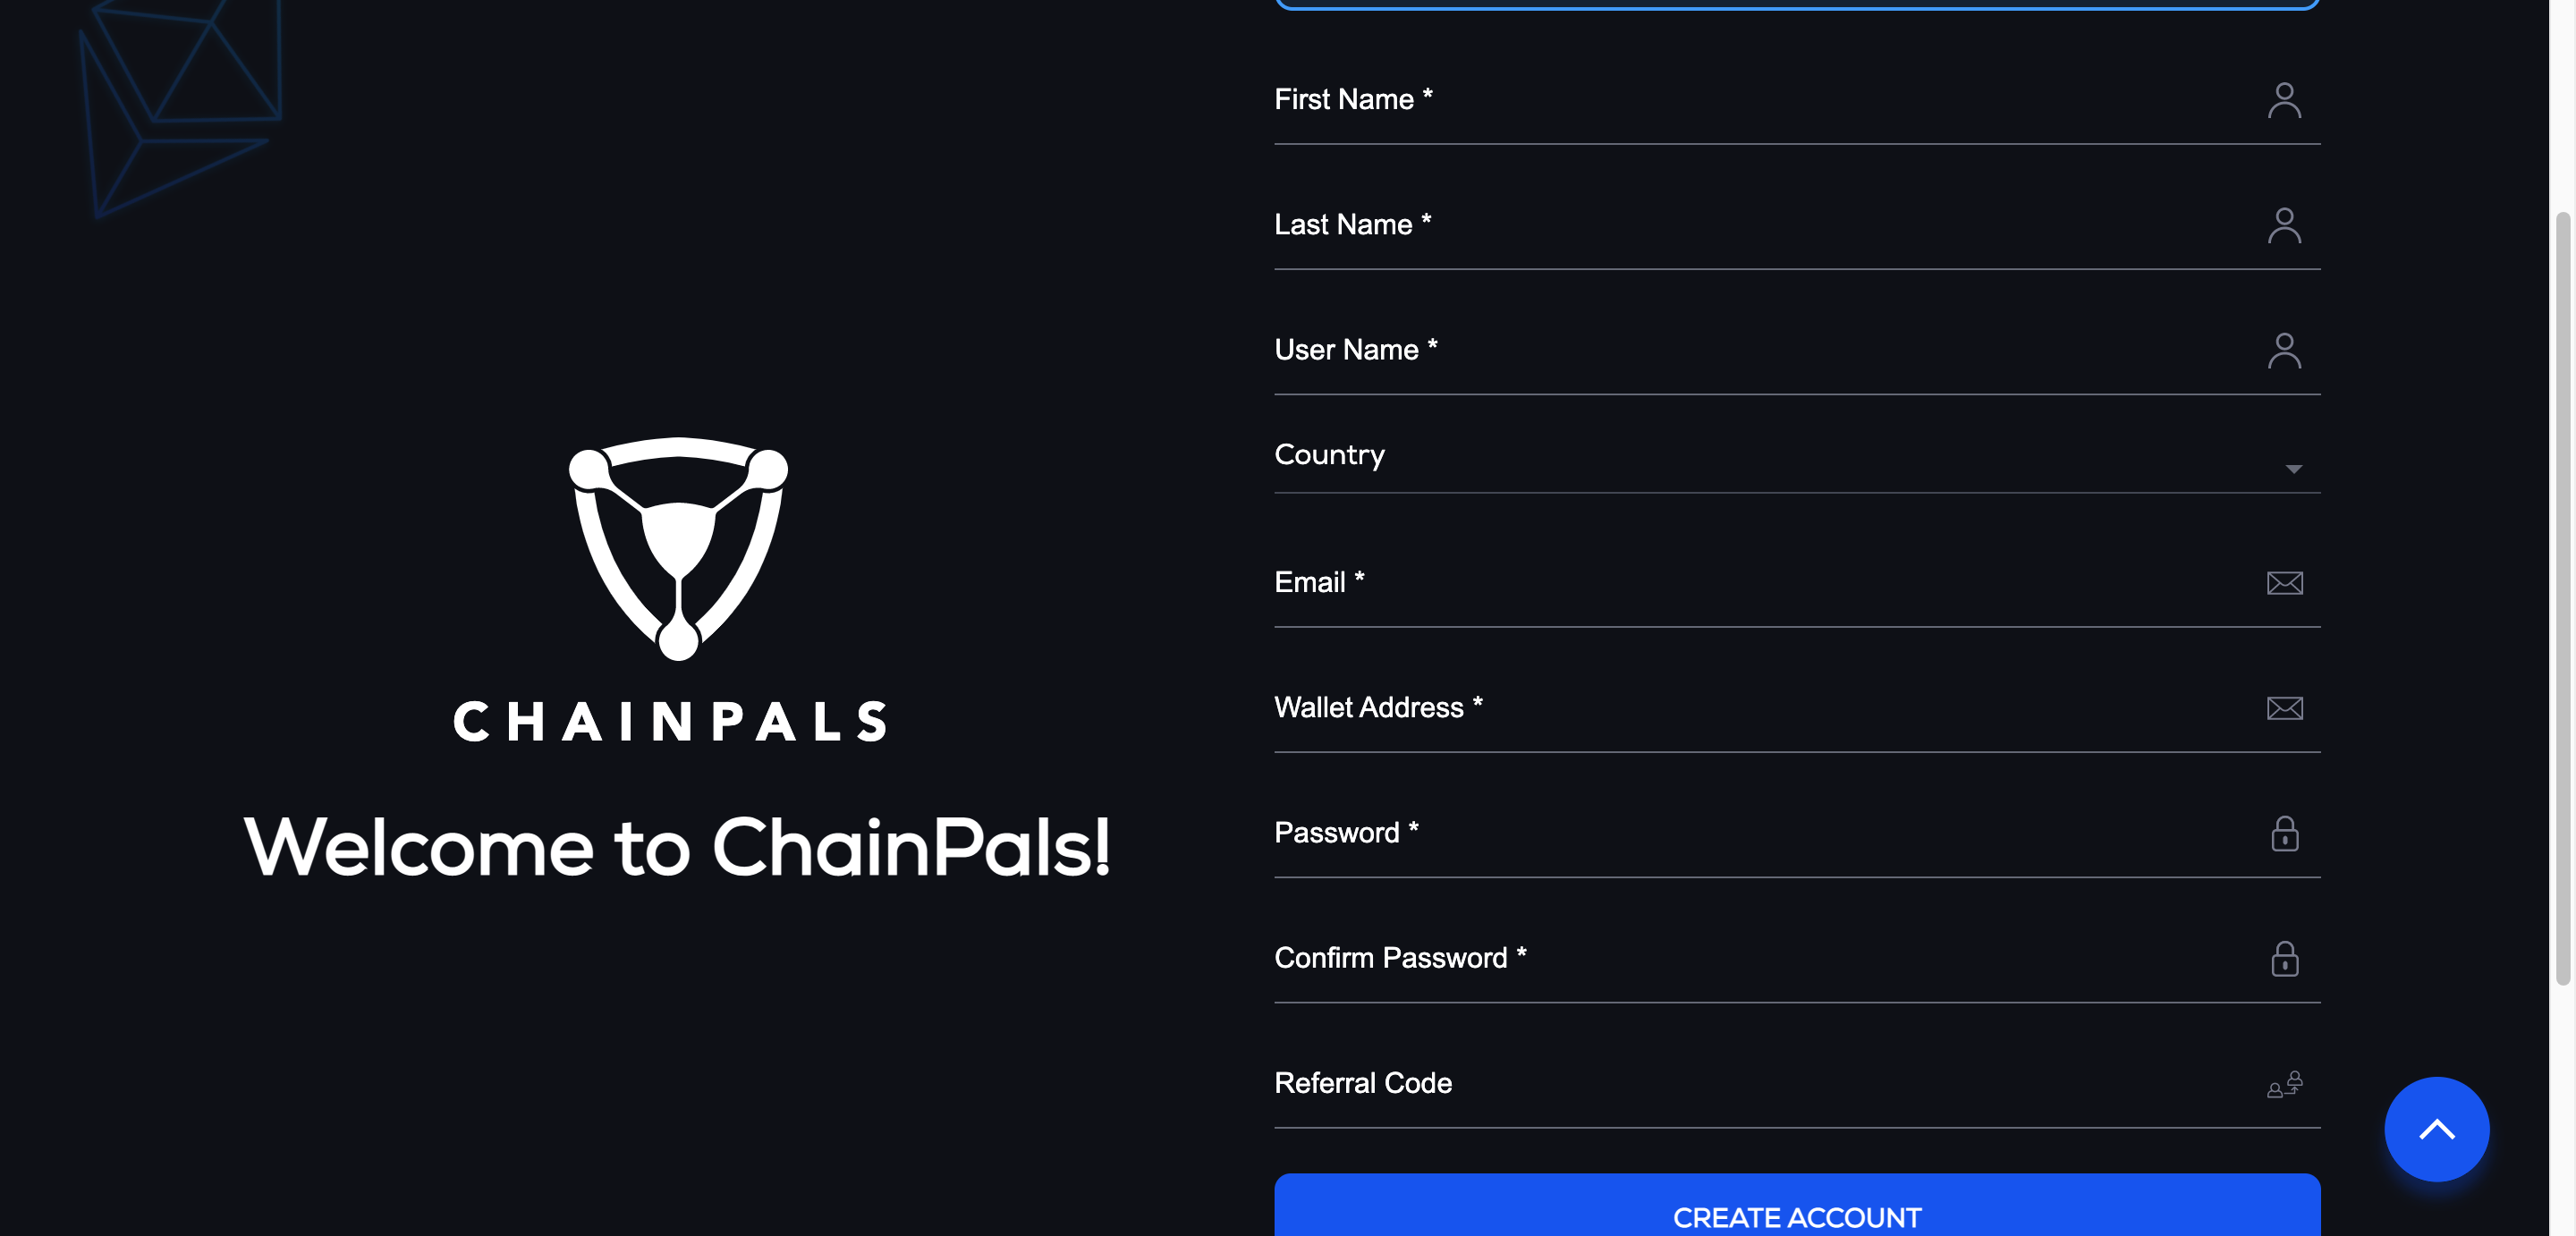 CHAINPALS
Welcome to ChainPals!
First Name *
Last Name *
User Name *
Country
Email *
Wallet Address *
Password *
Confirm Password *
Referral Code
CREATE ACCOUNT